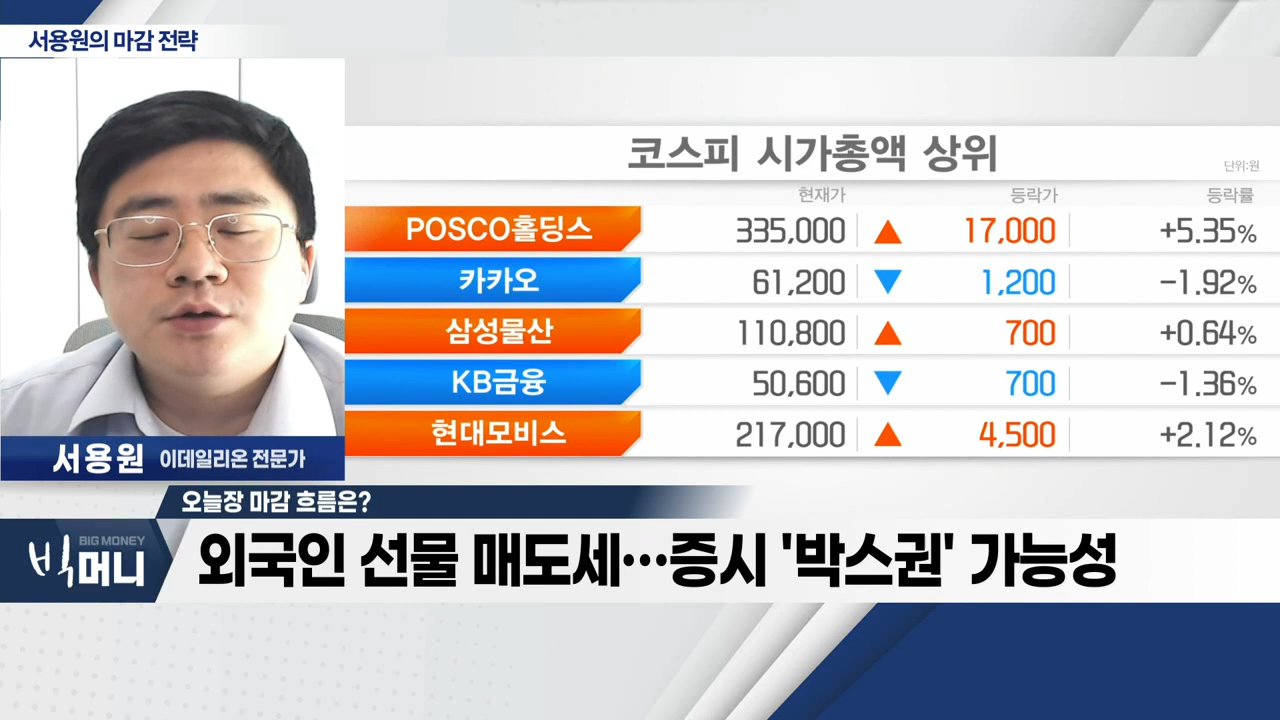 서용원의 마감 전략
코스피 시가총액 상위
단위:원
현재가 등락가 등락률
POSCO홀딩스 335,000 ▲ 17,000 +5.35%
카카오 61,200 ▼ 1,200 -1.92%
삼성물산 110,800 ▲ 700 +0.64%
KB금융 50,600 ▼ 700 -1.36%
현대모비스 217,000 ▲ 4,500 +2.12%
서용원 이데일리온 전문가
오늘장 마감 흐름은?
BIG MONEY
빅머니
외국인 선물 매도세…증시 '박스권' 가능성